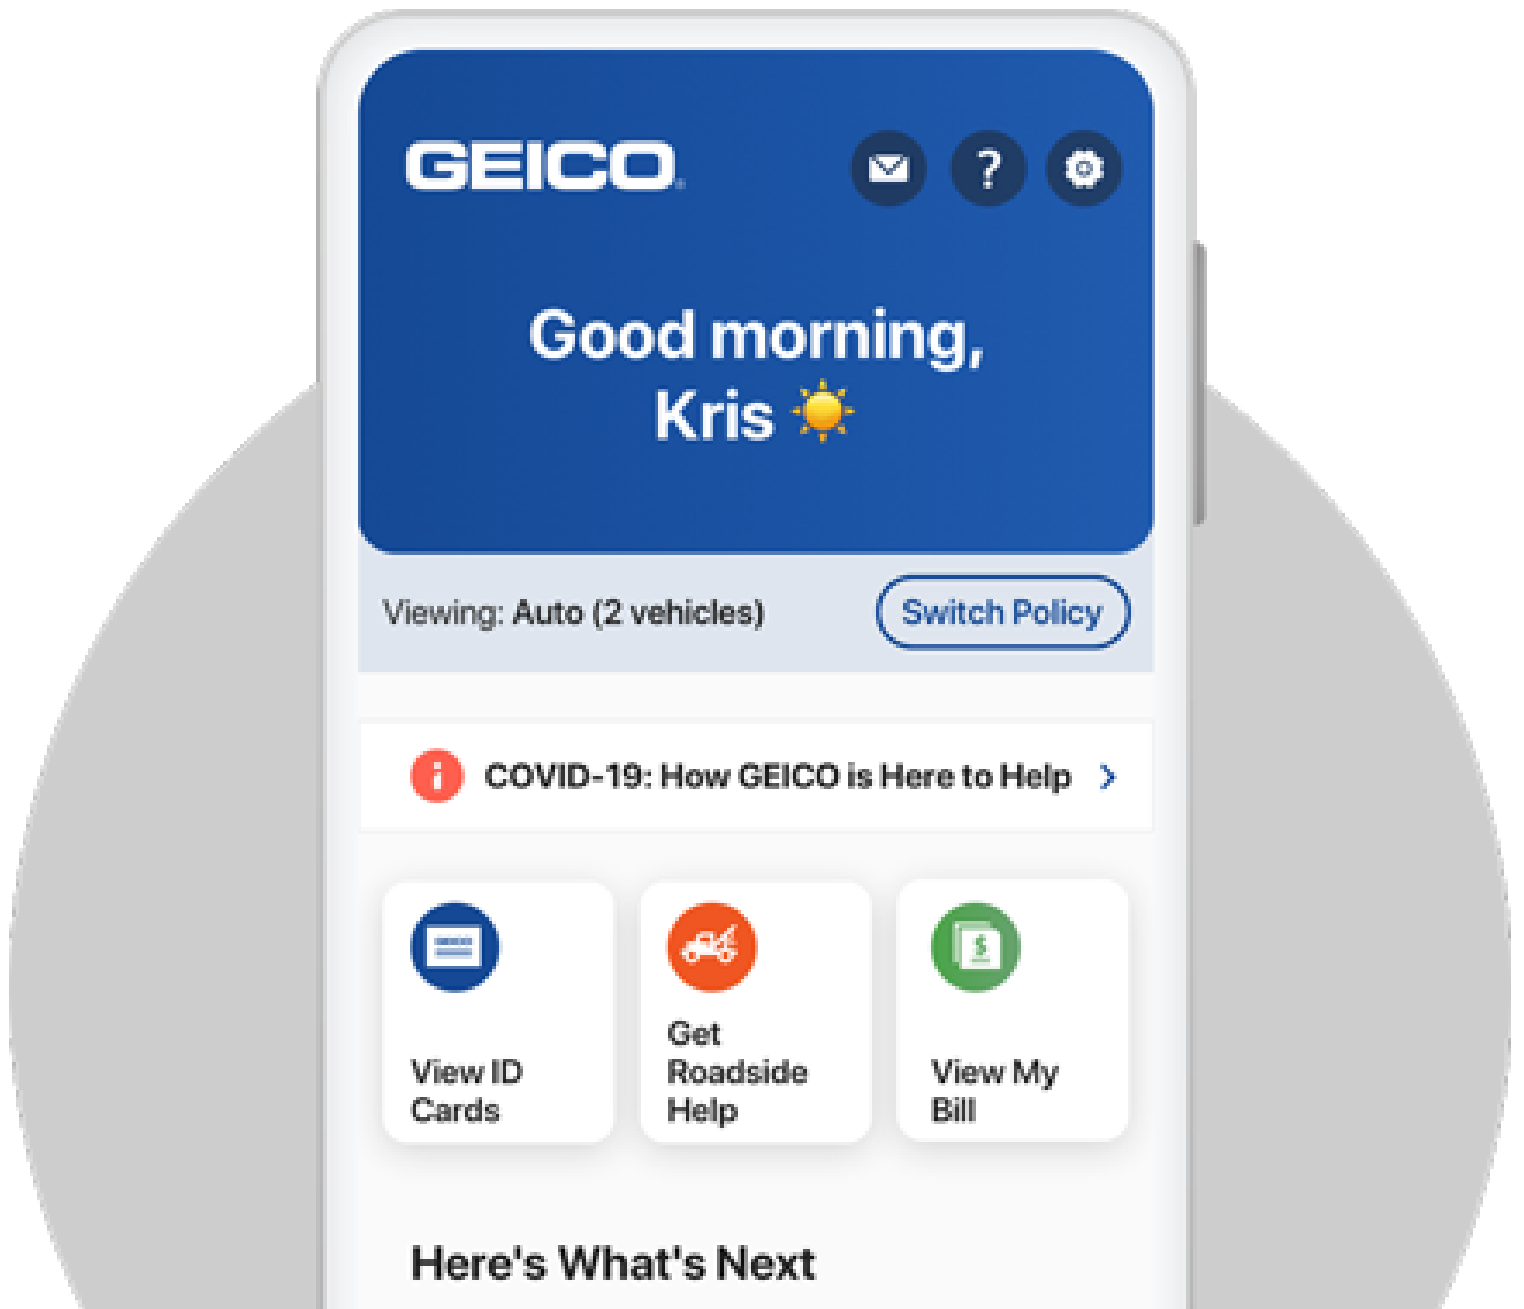 GEICO
?
Good morning,
Kris
Viewing: Auto (2 vehicles)
Switch Policy
COVID-19: How GEICO is Here to Help
GEICO
$
View ID
Cards
Get
Roadside
Help
View My
Bill
Here's What's Next